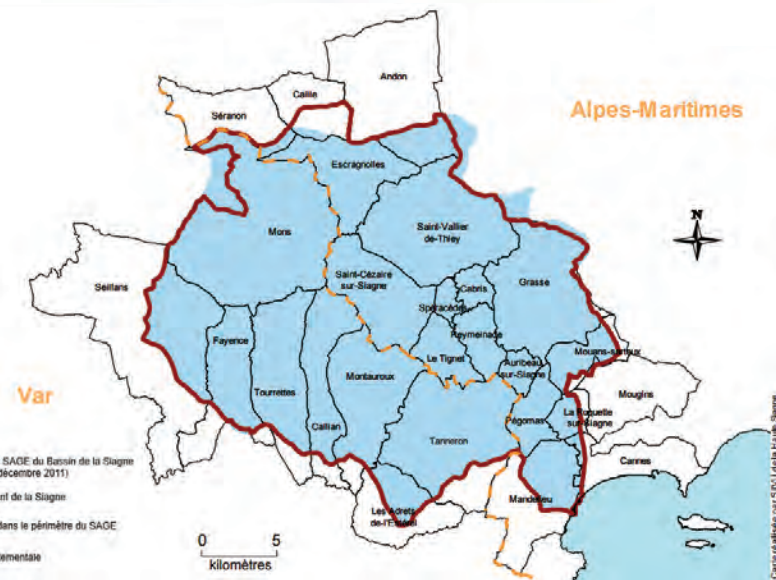 Andon
Caille
Séranon
Alpes-Maritimes
Escragnolles
N
Mons
Saint-Vallier
de-Thiey
Seillans
Saint-Cézaire
sur-Siagne
Cabris
Grasse
Spéracèdes
Peymeinade
Fayence
Mouans-sartoux
Le Tignet
Auribeau
sur-Siagne
Montauroux
Var
Tourrettes
Mougins
La Roquette
sur-Siagne
Pégomas
Callian
Tanneron
SAGE du Bassin de la Siagne
décembre 2011)
Cannes
nt de la Siagne
Mandelieu
dans le périmètre du SAGE
Les Adrets
de-l'Estérel
0 5
kilomètres
tementale